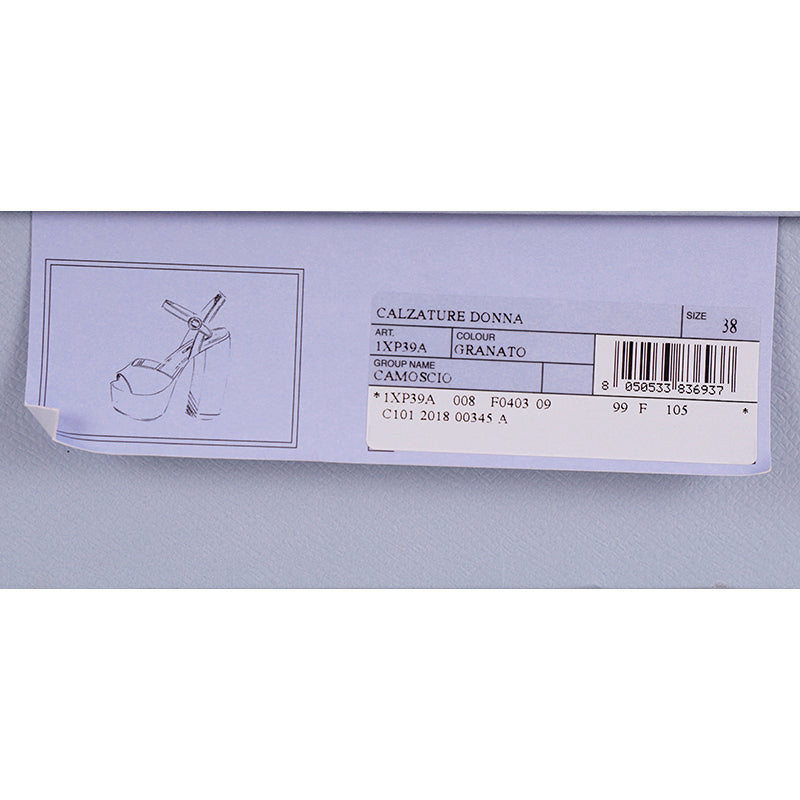 CALZATURE DONNA
SIZE 38
ART. COLOUR
1XP39A GRANATO
GROUP NAME
CAMOSCIO
8 050533 836937
*1XP39A 008 F0403 09 99 F 105 *
C101 2018 00345 A